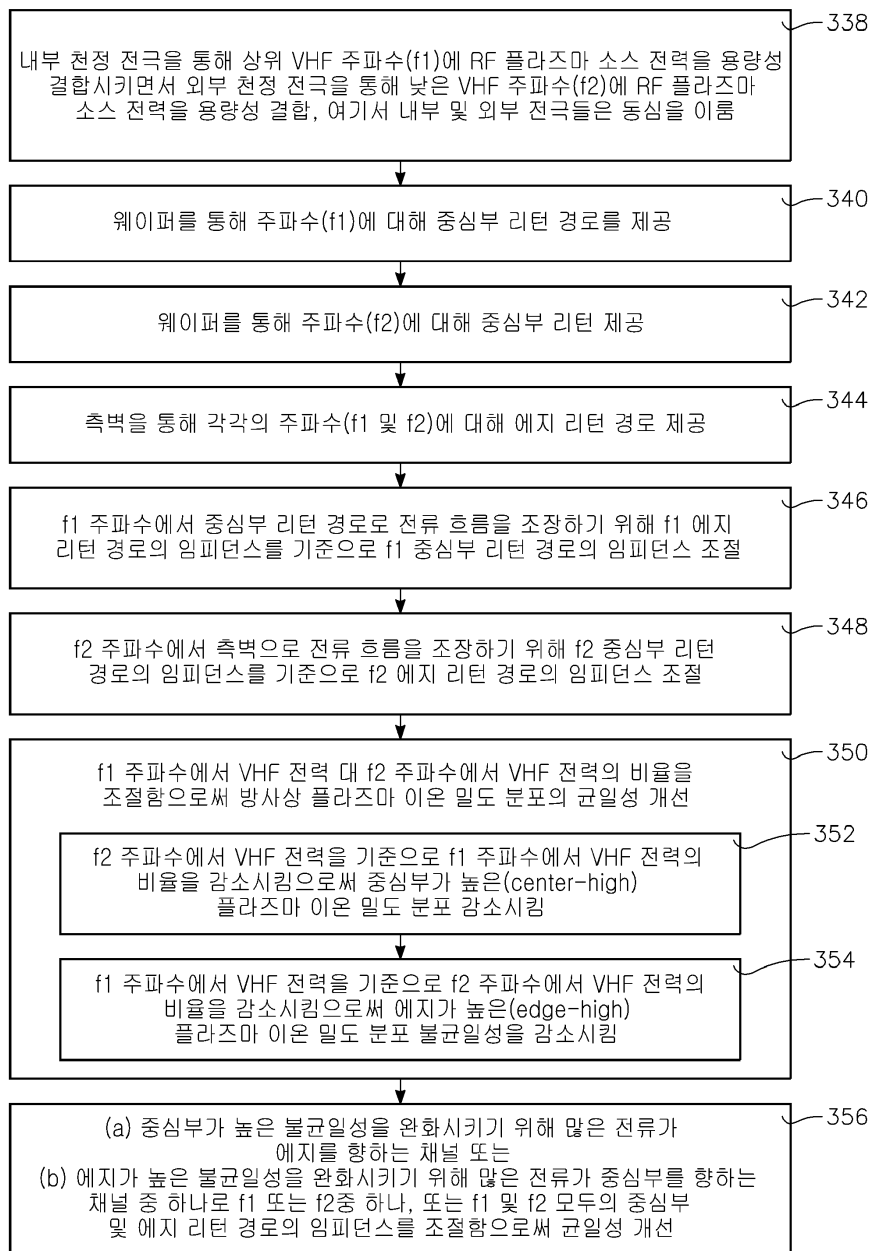 내부 천정 전극을 통해 상위 VHF 주파수(f1)에 RF 플라즈마 소스 전력을 용량성
결합시키면서 외부 천정 전극을 통해 낮은 VHF 주파수(f2)에 RF 플라즈마
소스 전력을 용량성 결합, 여기서 내부 및 외부 전극들은 동심을 이룸
338
웨이퍼를 통해 주파수(f1)에 대해 중심부 리턴 경로를 제공
340
웨이퍼를 통해 주파수(f2)에 대해 중심부 리턴 제공
342
측벽을 통해 각각의 주파수(f1 및 f2)에 대해 에지 리턴 경로 제공
344
f1 주파수에서 중심부 리턴 경로로 전류 흐름을 조장하기 위해 f1 에지
리턴 경로의 임피던스를 기준으로 f1 중심부 리턴 경로의 임피던스 조절
346
f2 주파수에서 측벽으로 전류 흐름을 조장하기 위해 f2 중심부 리턴
경로의 임피던스를 기준으로 f2 에지 리턴 경로의 임피던스 조절
348
f1 주파수에서 VHF 전력 대 f2 주파수에서 VHF 전력의 비율을
조절함으로써 방사상 플라즈마 이온 밀도 분포의 균일성 개선
350
f2 주파수에서 VHF 전력을 기준으로 f1 주파수에서 VHF 전력의
비율을 감소시킴으로써 중심부가 높은(center-high)
플라즈마 이온 밀도 분포 감소시킴
352
f1 주파수에서 VHF 전력을 기준으로 f2 주파수에서 VHF 전력의
비율을 감소시킴으로써 에지가 높은(edge-high)
플라즈마 이온 밀도 분포 불균일성을 감소시킴
354
(a) 중심부가 높은 불균일성을 완화시키기 위해 많은 전류가
에지를 향하는 채널 또는
(b) 에지가 높은 불균일성을 완화시키기 위해 많은 전류가 중심부를 향하는
채널 중 하나로 f1 또는 f2중 하나, 또는 f1 및 f2 모두의 중심부
및 에지 리턴 경로의 임피던스를 조절함으로써 균일성 개선
356